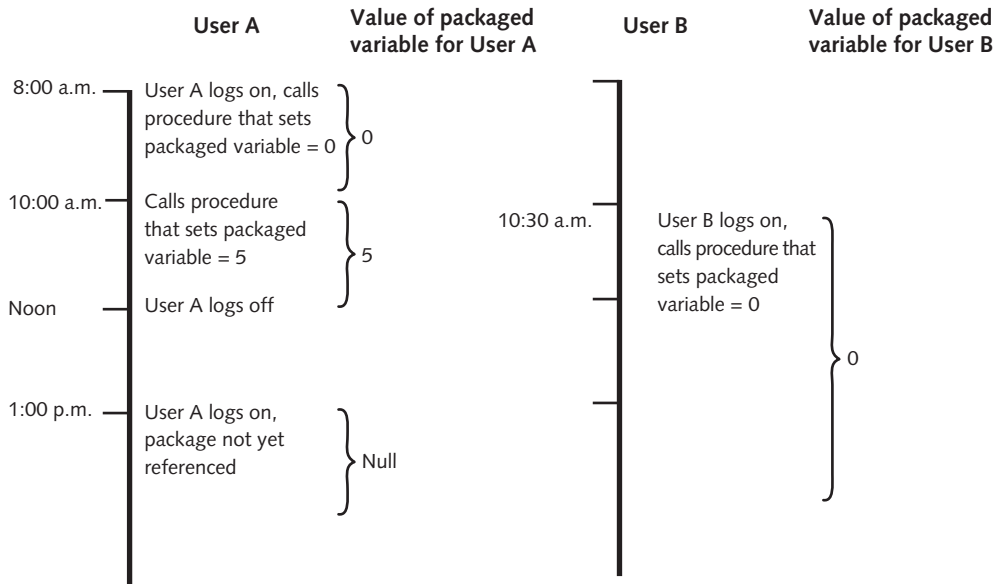 User A
Value of packaged
variable for User A
User B
Value of packaged
variable for User B
8:00 a.m.
User A logs on, calls
procedure that sets
packaged variable = 0
0
10:00 a.m.
Calls procedure
that sets packaged
variable = 5
5
Noon
User A logs off
1:00 p.m.
User A logs on,
package not yet
referenced
Null
10:30 a.m.
User B logs on,
calls procedure that
sets packaged
variable = 0
0